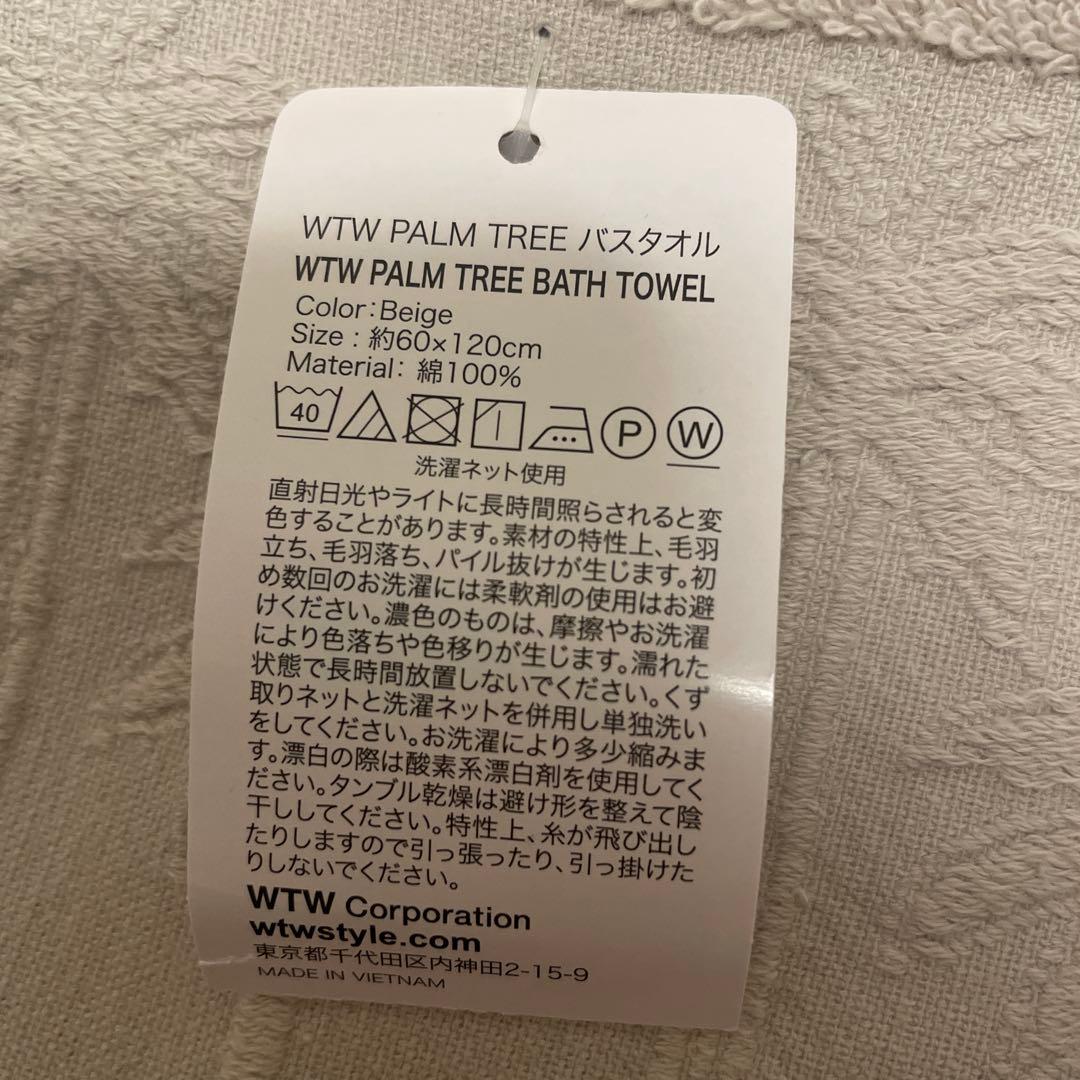 WTW PALM TREE バスタオル
WTW PALM TREE BATH TOWEL
Color:Beige
Size : 約60×120cm
Material: 綿100%
40 P W
洗濯ネット使用
直射日光やライトに長時間照らされると変
色することがあります。素材の特性上、毛羽
立ち、毛羽落ち、パイル抜けが生じます。初
め数回のお洗濯には柔軟剤の使用はお避
けください。濃色のものは、摩擦やお洗濯
により色落ちや色移りが生じます。濡れた
状態で長時間放置しないでください。くず
取りネットと洗濯ネットを併用し単独洗い
をしてください。お洗濯により多少縮みま
す。漂白の際は酸素系漂白剤を使用してく
ださい。タンブル乾燥は避け形を整えて陰
干ししてください。特性上、糸が飛び出し
たりしますので引っ張ったり、引っ掛けた
りしないでください。
WTW Corporation
wtwstyle.com
東京都千代田区内神田2-15-9
MADE IN VIETNAM